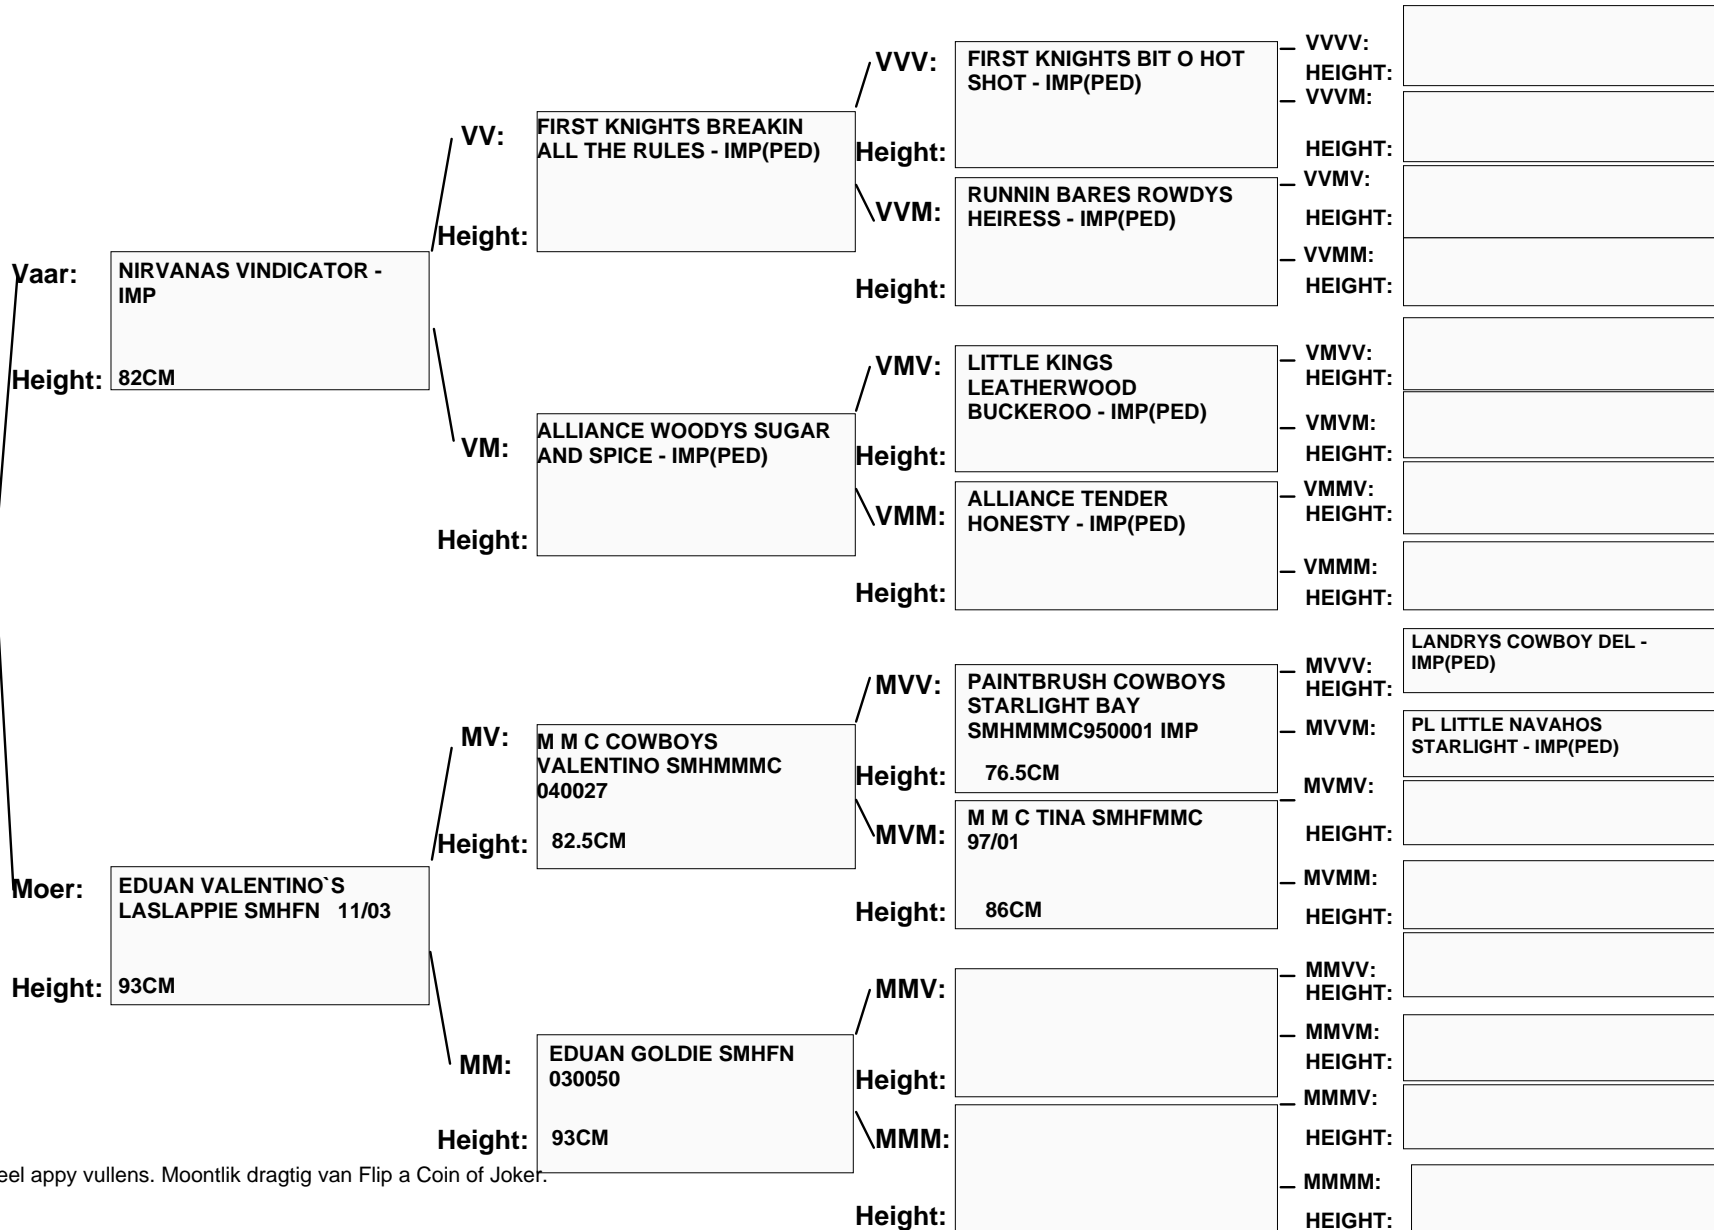 Vaar:
NIRVANAS VINDICATOR -
IMP
Height:
82CM
Moer:
EDUAN VALENTINO`S
LASLAPPIE SMHFN 11/03
Height:
93CM
VV:
FIRST KNIGHTS BREAKIN
ALL THE RULES - IMP(PED)
Height:
VM:
ALLIANCE WOODYS SUGAR
AND SPICE - IMP(PED)
Height:
MV:
M M C COWBOYS
VALENTINO SMHMMMC
040027
Height:
82.5CM
MM:
EDUAN GOLDIE SMHFN
030050
Height:
93CM
VVV:
FIRST KNIGHTS BIT O HOT
SHOT - IMP(PED)
Height:
VVM:
RUNNIN BARES ROWDYS
HEIRESS - IMP(PED)
Height:
VMV:
LITTLE KINGS
LEATHERWOOD
BUCKEROO - IMP(PED)
Height:
VMM:
ALLIANCE TENDER
HONESTY - IMP(PED)
Height:
MVV:
PAINTBRUSH COWBOYS
STARLIGHT BAY
SMHMMMC950001 IMP
Height:
76.5CM
MVM:
M M C TINA SMHFMMC
97/01
Height:
86CM
MMV:
Height:
MMM:
Height:
VVVV:
HEIGHT:
VVVM:
HEIGHT:
VVMV:
HEIGHT:
VVMM:
HEIGHT:
VMVV:
HEIGHT:
VMVM:
HEIGHT:
VMMV:
HEIGHT:
VMMM:
HEIGHT:
MVVV:
LANDRYS COWBOY DEL -
IMP(PED)
HEIGHT:
MVVM:
PL LITTLE NAVAHOS
STARLIGHT - IMP(PED)
MVMV:
HEIGHT:
MVMM:
HEIGHT:
MMVV:
HEIGHT:
MMVM:
HEIGHT:
MMMV:
HEIGHT:
MMMM:
HEIGHT:
eel appy vullens. Moontlik dragtig van Flip a Coin of Joker.